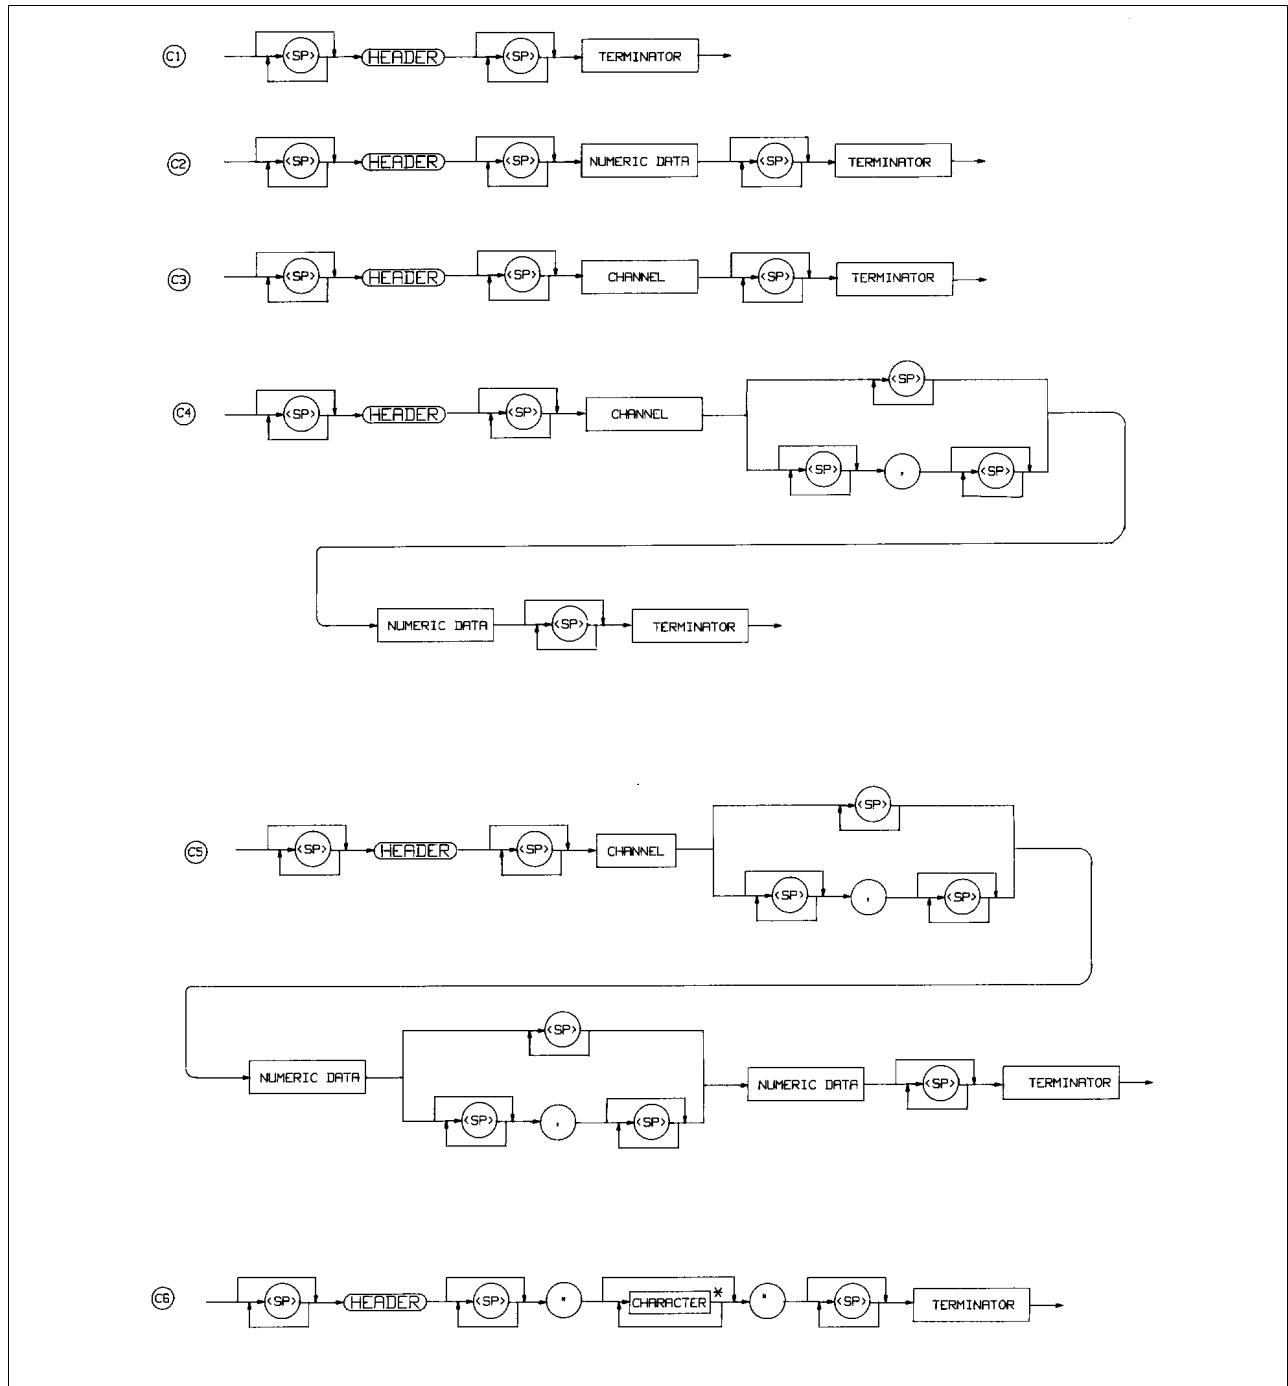 C1 <SP> HEADER <SP> TERMINATOR
C2 <SP> HEADER <SP> NUMERIC DATA <SP> TERMINATOR
C3 <SP> HEADER <SP> CHANNEL <SP> TERMINATOR
<SP>
C4 <SP> HEADER <SP> CHANNEL
<SP> , <SP>
NUMERIC DATA <SP> TERMINATOR
<SP>
C5 <SP> HEADER <SP> CHANNEL
<SP> , <SP>
<SP>
NUMERIC DATA NUMERIC DATA <SP> TERMINATOR
<SP> , <SP>
C6 <SP> HEADER <SP> " CHARACTER * " <SP> TERMINATOR